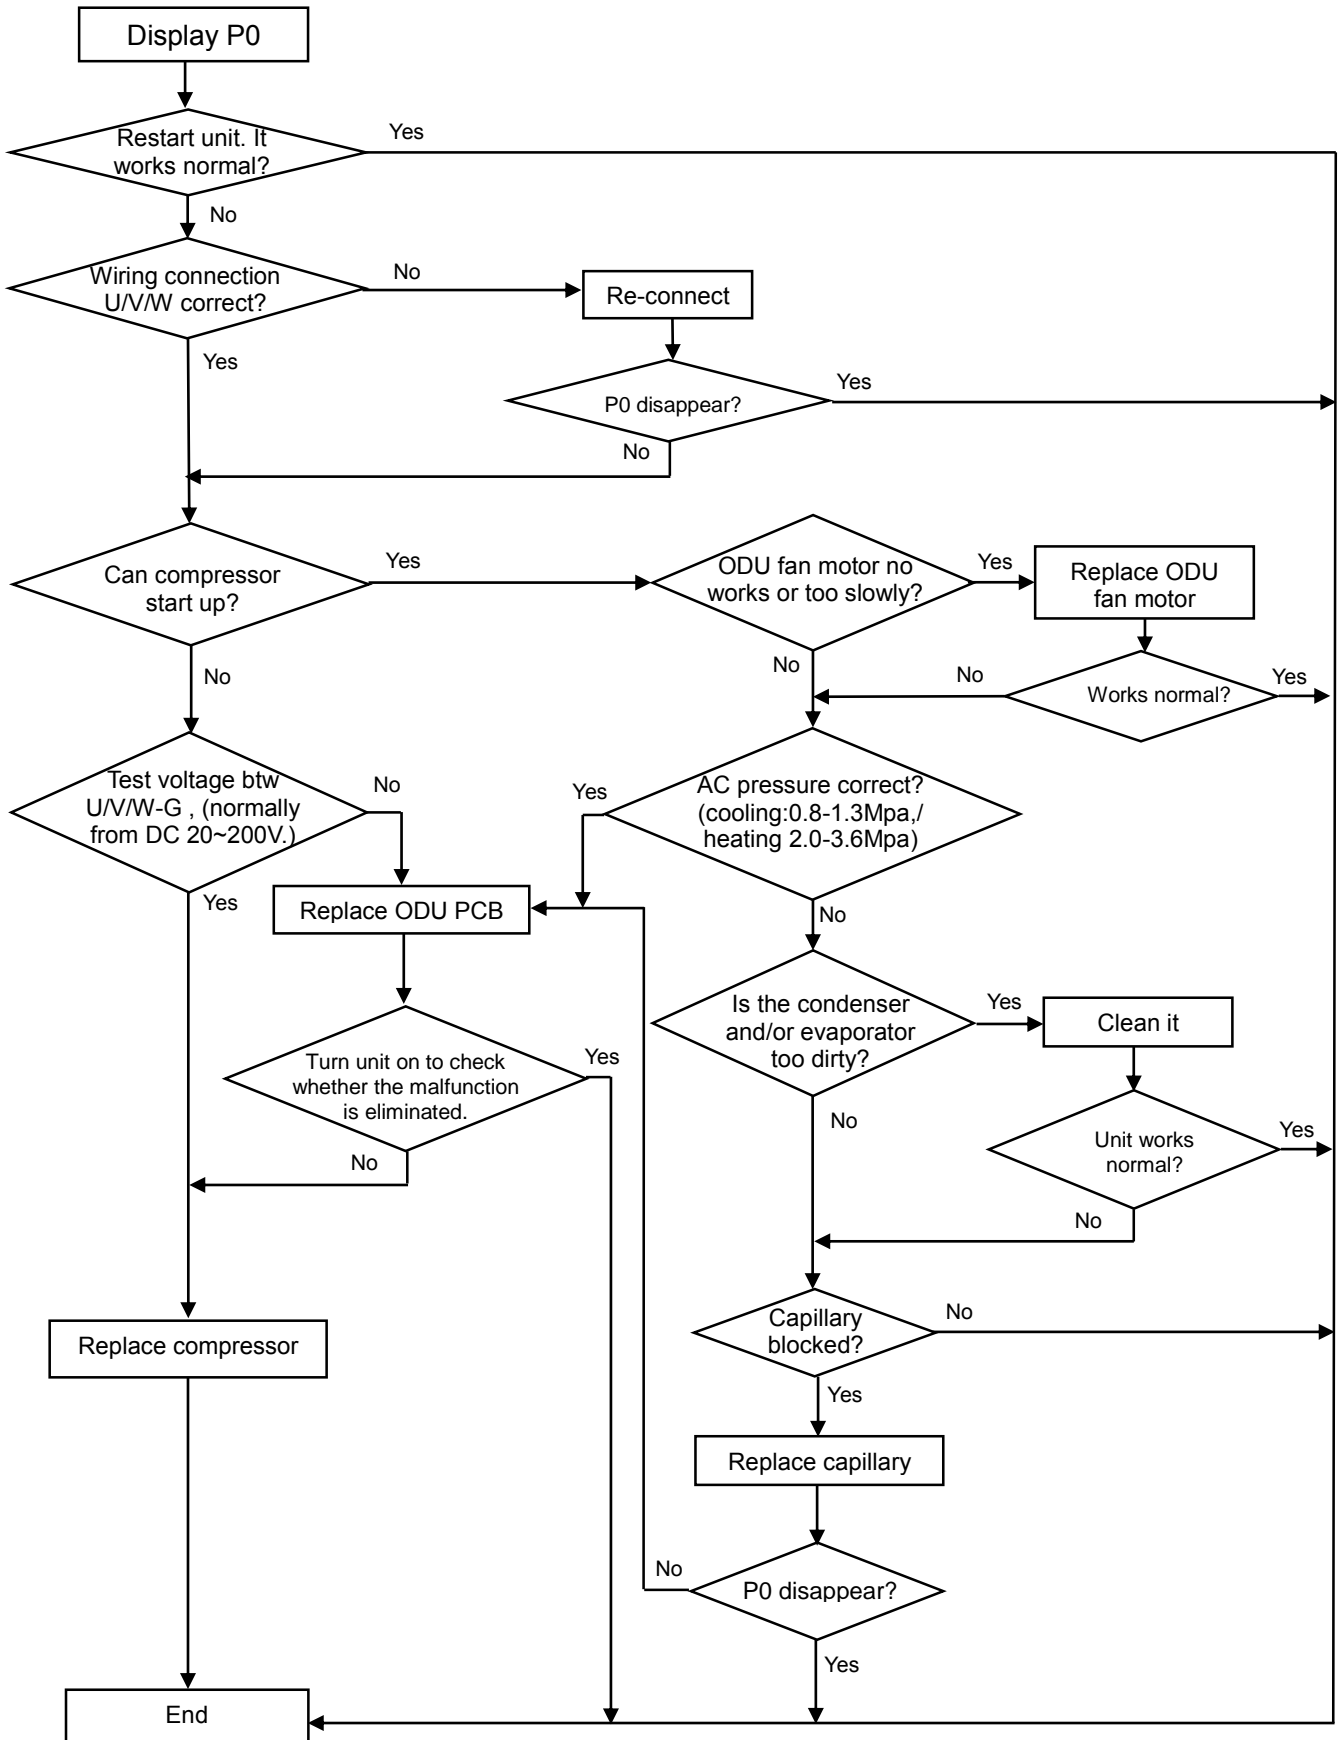 Display P0
Restart unit. It
works normal?
Yes
No
Wiring connection
U/V/W correct?
No
Re-connect
Yes
P0 disappear?
Yes
No
Can compressor
start up?
Yes
ODU fan motor no
works or too slowly?
Yes
Replace ODU
fan motor
No
No
Works normal?
Yes
No
Test voltage btw
U/V/W-G , (normally
from DC 20~200V.)
No
Yes
AC pressure correct?
(cooling:0.8-1.3Mpa,/
heating 2.0-3.6Mpa)
Yes
Replace ODU PCB
No
Is the condenser
and/or evaporator
too dirty?
Yes
Clean it
Turn unit on to check
whether the malfunction
is eliminated.
Yes
No
No
Unit works
normal?
Yes
No
Capillary
blocked?
No
Replace compressor
Yes
Replace capillary
No
P0 disappear?
Yes
End